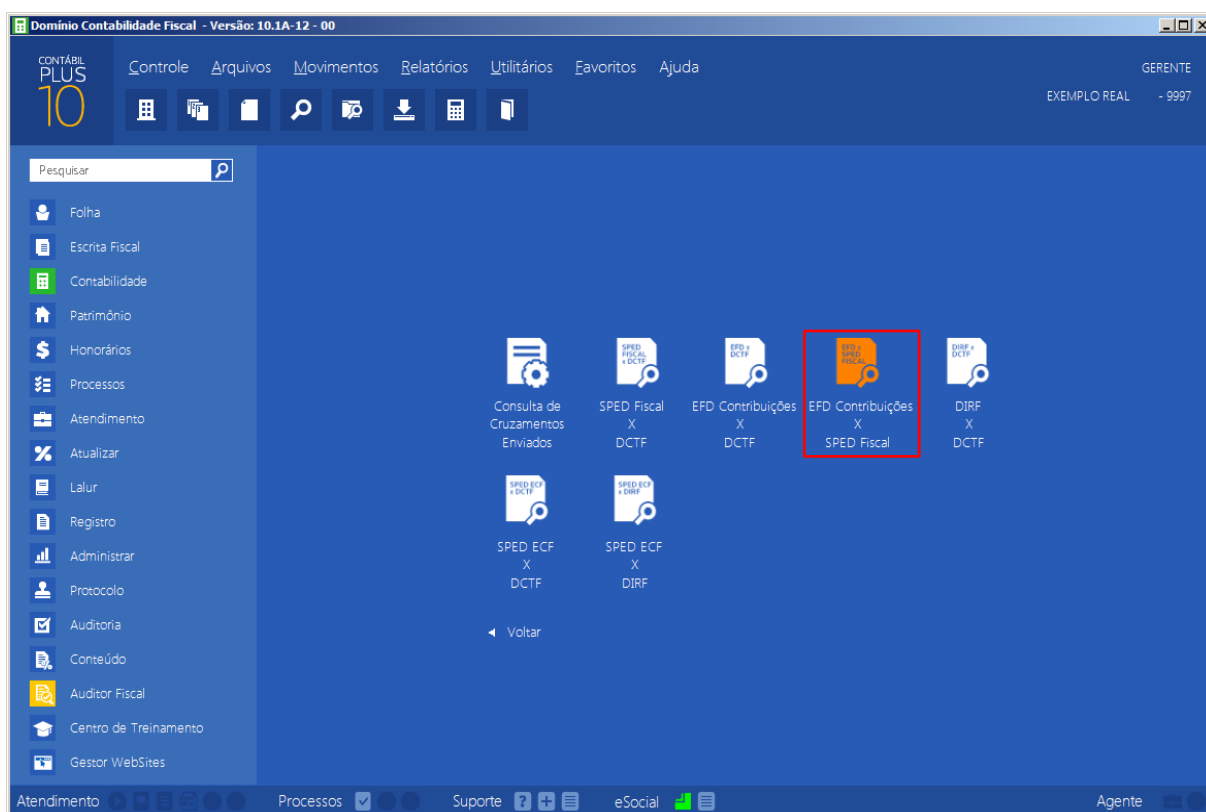 Domínio Contabilidade Fiscal - Versão: 10.1A-12 - 00
CONTÁBIL
PLUS
10
Controle Arquivos Movimentos Relatórios Utilitários Favoritos Ajuda
GERENTE
EXEMPLO REAL - 9997
Pesquisar
Folha
Escrita Fiscal
Contabilidade
Patrimônio
Honorários
Processos
Atendimento
Atualizar
Lalur
Registro
Administrar
Protocolo
Auditoria
Conteúdo
Auditor Fiscal
Centro de Treinamento
Gestor WebSites
Consulta de
Cruzamentos
Enviados
SPED
FISCAL
x DCTF
SPED Fiscal
X
DCTF
EFD x
DCTF
EFD Contribuições
X
DCTF
EFD x
SPED
FISCAL
EFD Contribuições
X
SPED Fiscal
DIRF x
DCTF
DIRF
X
DCTF
SPED ECF
x DCTF
SPED ECF
X
DCTF
SPED ECF
x DIRF
SPED ECF
X
DIRF
Voltar
Atendimento Processos Suporte eSocial Agente